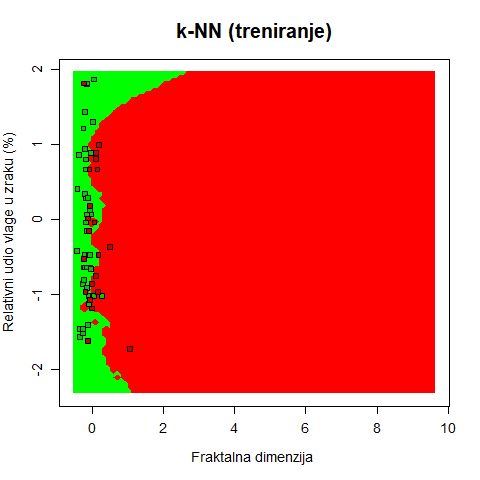 k-NN (treniranje)
Relativni udio vlage u zraku (%)
2
1
0
-1
-2
0 2 4 6 8 10
Fraktalna dimenzija